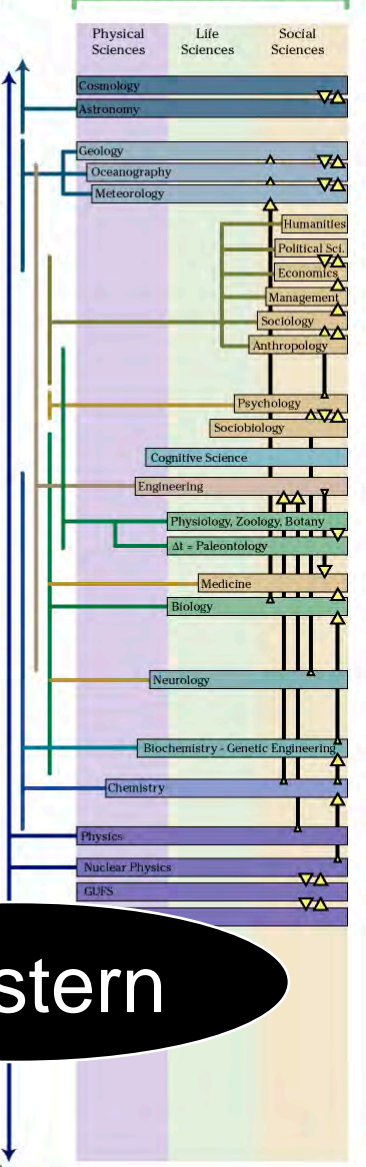 Physical Sciences
Life Sciences
Social Sciences
Cosmology
Astronomy
Geology
Oceanography
Meteorology
Humanities
Political Sci.
Economics
Management
Sociology
Anthropology
Psychology
Sociobiology
Cognitive Science
Engineering
Physiology, Zoology, Botany
Δt = Paleontology
Medicine
Biology
Neurology
Biochemistry - Genetic Engineering
Chemistry
Physics
Nuclear Physics
GUFS
stern